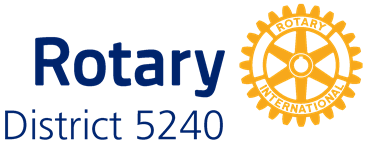 Rotary
District 5240
ROTARY
INTERNATIONAL